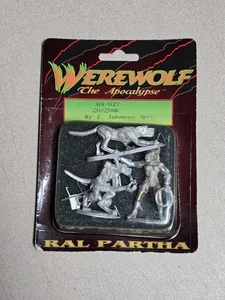 WEREWOLF
The Apocalypse
69-027
ZHYZHAK
By I. Johnson
RAL PARTHA